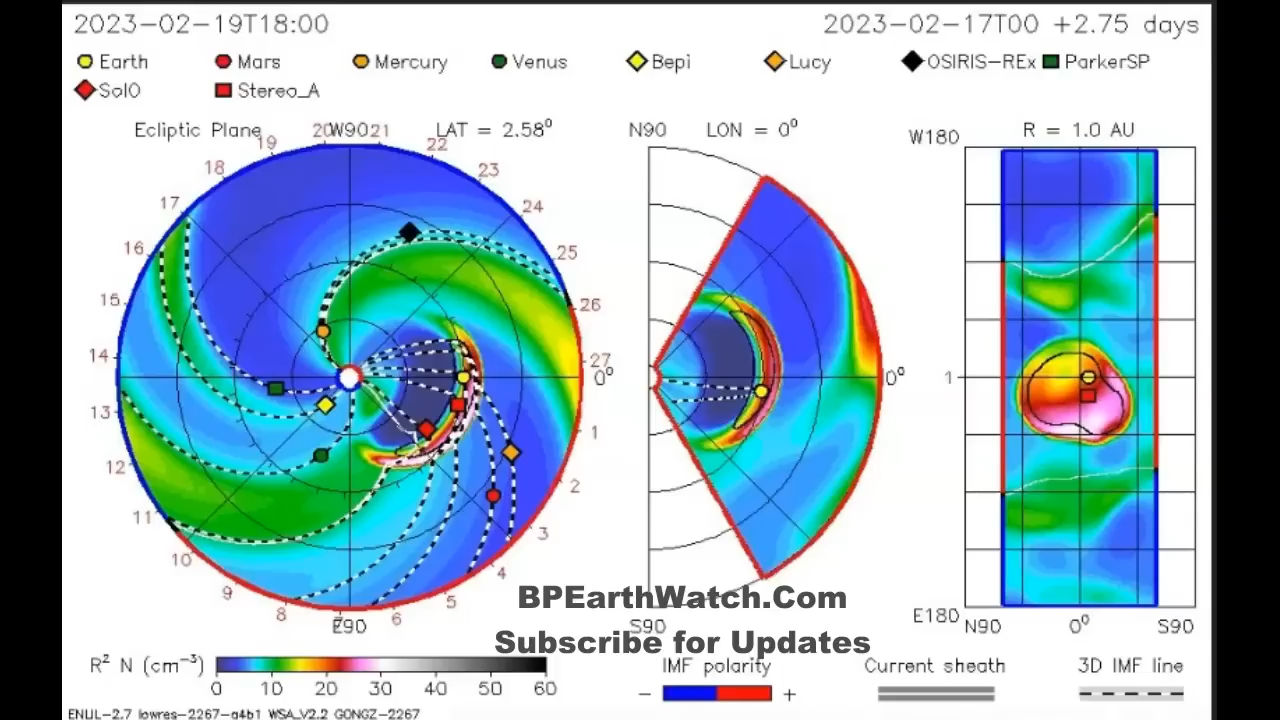 2023-02-19T18:00 2023-02-17T00 +2.75 days
Earth Mars Mercury Venus Bepi Lucy OSIRIS-REx ParkerSP
SolO Stereo_A
Ecliptic Plane W90 LAT = 2.58° N90 LON = 0° W180 R = 1.0 AU
20 21
19 22
18 23
17 24
16 25
15 26
14 27 0° 0° 1
13 1
12 2
11 3
10 4
9 5
8 7 6
E90 S90 E180 N90 0° S90
BPEarthWatch.Com
Subscribe for Updates
R² N (cm⁻³) IMF polarity Current sheath 3D IMF line
0 10 20 30 40 50 60 - +
ENLIL-2.7 lowres-2267-a4b1 WSA_V2.2 GONGZ-2267